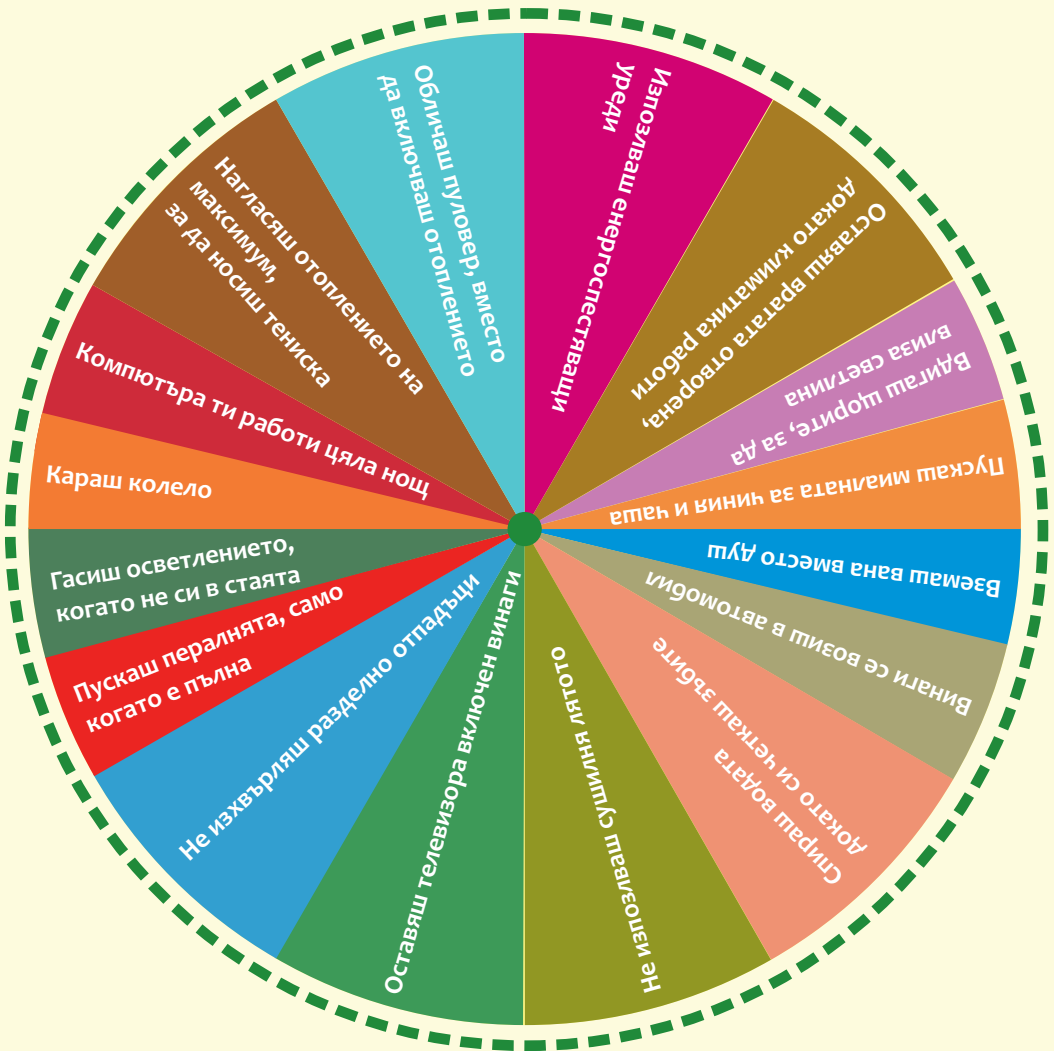 Обличаш пуловер, вместо
да включваш отоплението
Използваш енергоспестяващи
уреди
Оставяш вратата отворена,
докато климатика работи
Вдигаш щорите, за да
влиза светлина
Пускаш миалната за чиния и чаша
Вземаш вана вместо душ
Винаги се возиш в автомобил
Спираш водата
докато си четкаш зъбите
Не използваш сушилня лятото
Оставяш телевизора включен винаги
Не изхвърляш разделно отпадъци
Пускаш пералнята, само
когато е пълна
Гасиш осветлението,
когато не си в стаята
Караш колело
Компютъра ти работи цяла нощ
Нагласяш отоплението на
максимум,
за да носиш тениска